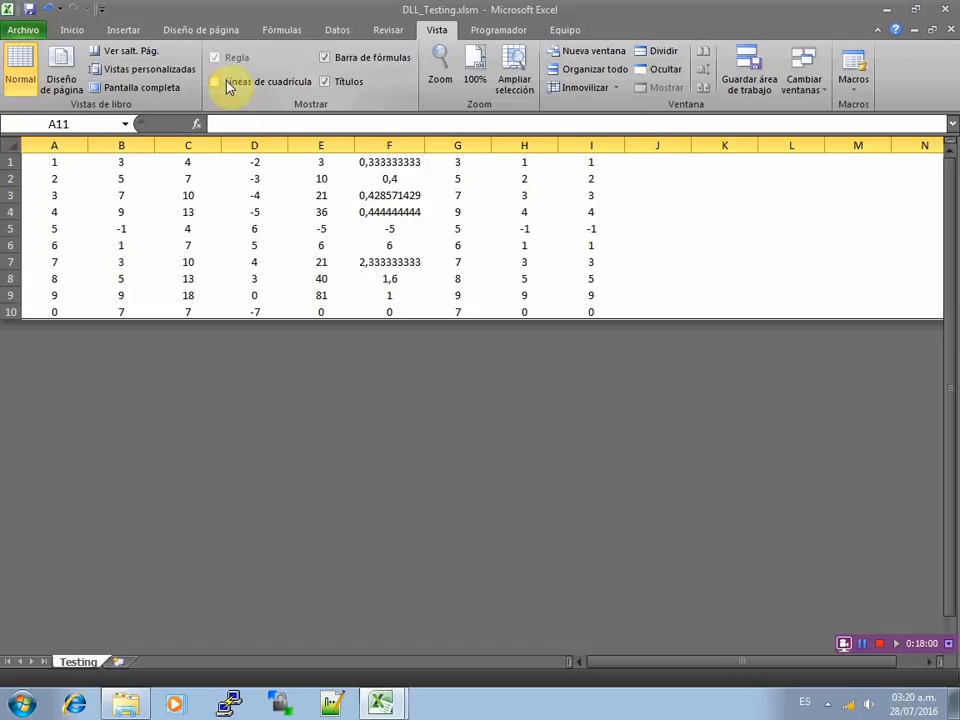 DLL_Testing.xlsm - Microsoft Excel
Archivo Inicio Insertar Diseño de página Fórmulas Datos Revisar Vista Programador Equipo
Normal
Diseño de página
Ver salt. Pág.
Vistas personalizadas
Pantalla completa
Vistas de libro
Regla
Líneas de cuadrícula
Barra de fórmulas
Títulos
Mostrar
Zoom
100%
Ampliar selección
Zoom
Nueva ventana
Organizar todo
Inmovilizar
Dividir
Ocultar
Mostrar
Guardar área de trabajo
Cambiar ventanas
Ventana
Macros
Macros
A11 fx
A B C D E F G H I J K L M N
1 1 3 4 -2 3 0,333333333 3 1 1
2 2 5 7 -3 10 0,4 5 2 2
3 3 7 10 -4 21 0,428571429 7 3 3
4 4 9 13 -5 36 0,444444444 9 4 4
5 5 -1 4 6 -5 -5 5 -1 -1
6 6 1 7 5 6 6 6 1 1
7 7 3 10 4 21 2,333333333 7 3 3
8 8 5 13 3 40 1,6 8 5 5
9 9 9 18 0 81 1 9 9 9
10 0 7 7 -7 0 0 7 0 0
0:18:00
Testing
ES
03:20 a.m.
28/07/2016